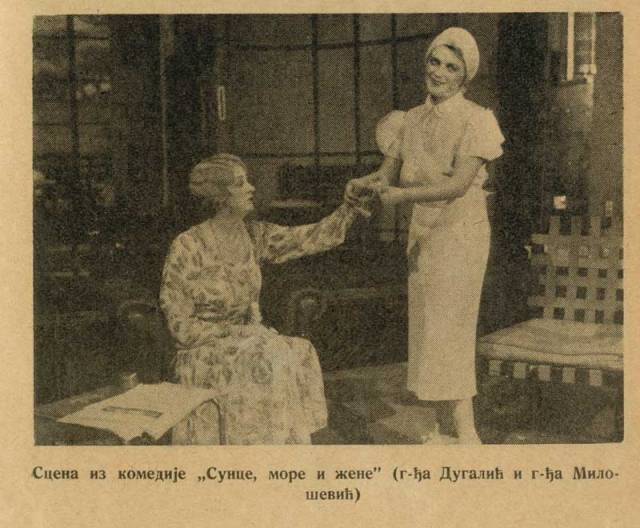 Сцена из комедије „Сунце, море и жене” (г-ђа Дугалић и г-ђа Мило-
шевић)